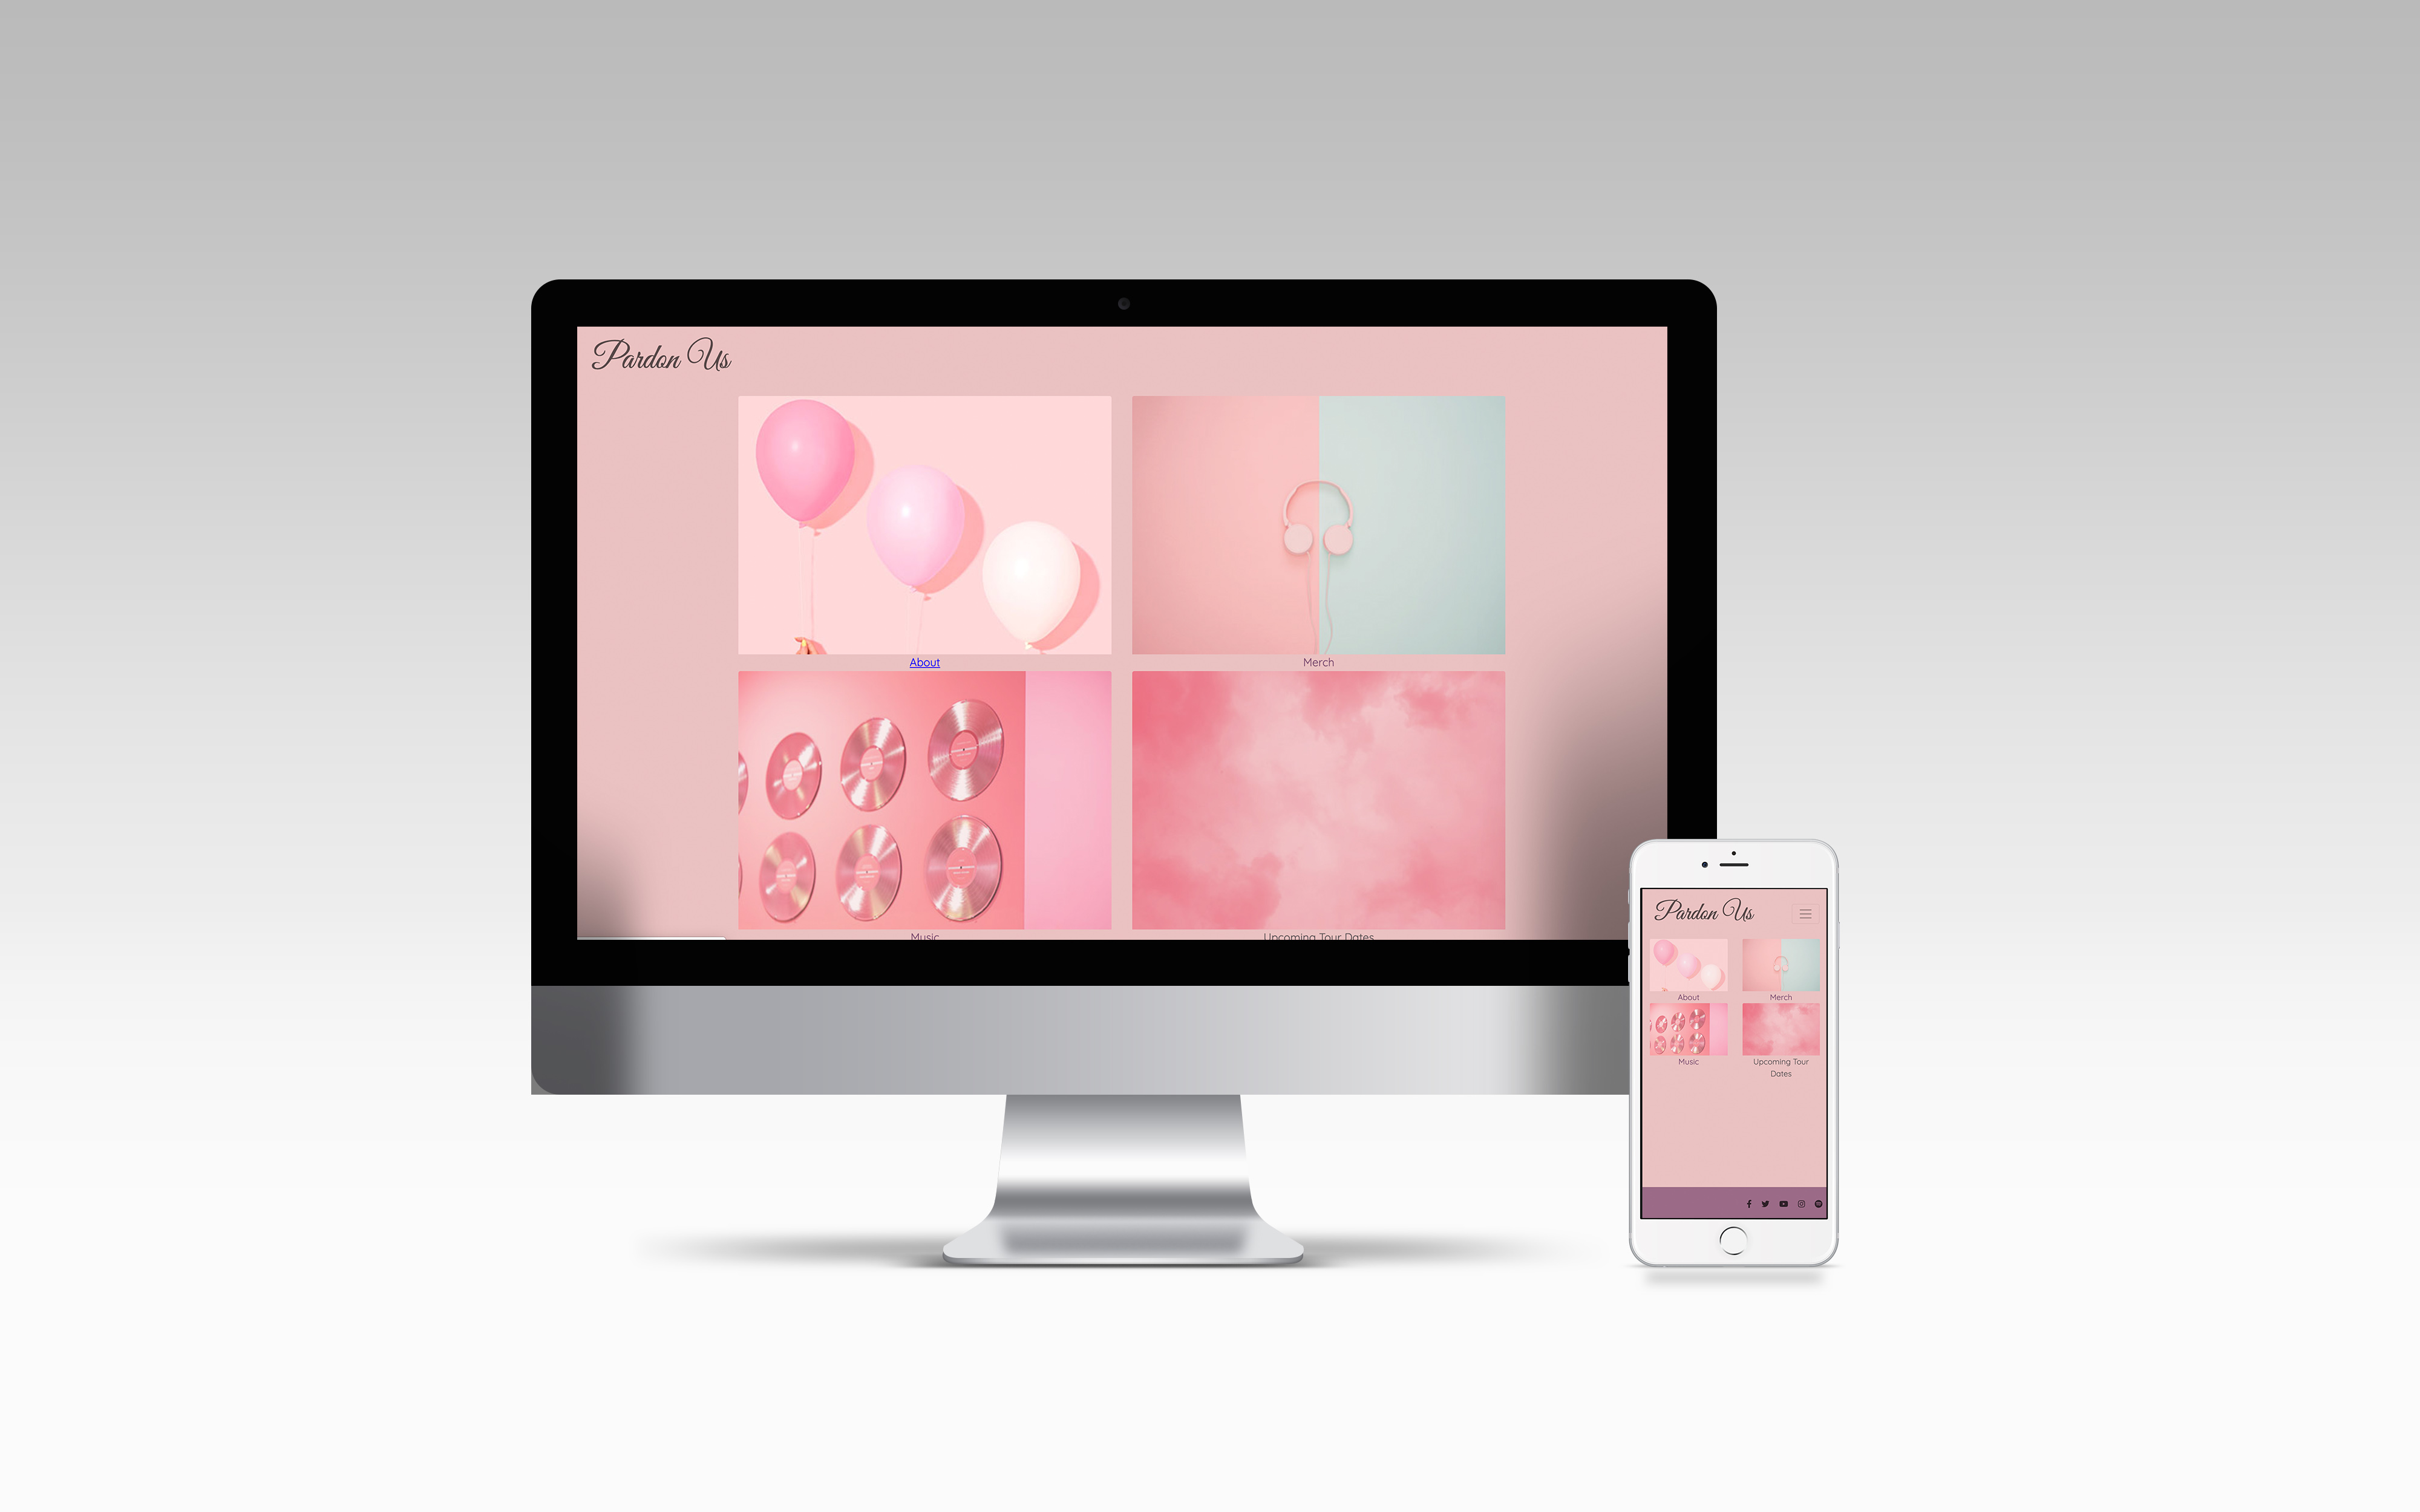 Pardon Us
About
Merch
Music
Upcoming Tour Dates
Pardon Us
About
Merch
Music
Upcoming Tour
Dates